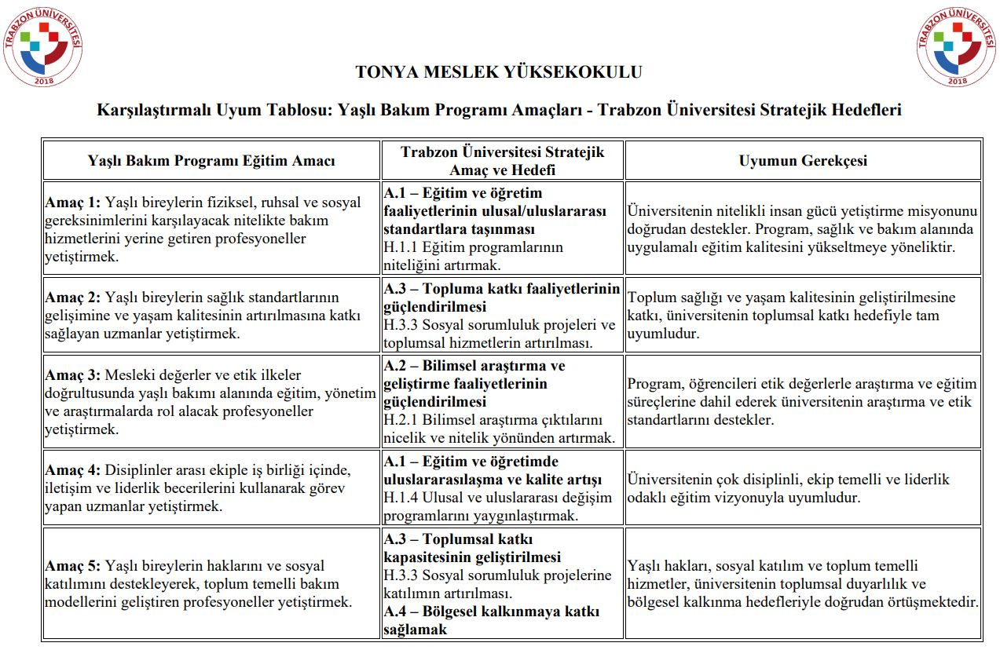 TRABZON ÜNİVERSİTESİ
2018
TRABZON ÜNİVERSİTESİ
2018
TONYA MESLEK YÜKSEKOKULU
Karşılaştırmalı Uyum Tablosu: Yaşlı Bakım Programı Amaçları - Trabzon Üniversitesi Stratejik Hedefleri
Yaşlı Bakım Programı Eğitim Amacı
Trabzon Üniversitesi Stratejik
Amaç ve Hedefi
Uyumun Gerekçesi
Amaç 1: Yaşlı bireylerin fiziksel, ruhsal ve sosyal
gereksinimlerini karşılayacak nitelikte bakım
hizmetlerini yerine getiren profesyoneller
yetiştirmek.
A.1 – Eğitim ve öğretim
faaliyetlerinin ulusal/uluslararası
standartlara taşınması
H.1.1 Eğitim programlarının
niteliğini artırmak.
Üniversitenin nitelikli insan gücü yetiştirme misyonunu
doğrudan destekler. Program, sağlık ve bakım alanında
uygulamalı eğitim kalitesini yükseltmeye yöneliktir.
Amaç 2: Yaşlı bireylerin sağlık standartlarının
gelişimine ve yaşam kalitesinin artırılmasına katkı
sağlayan uzmanlar yetiştirmek.
A.3 – Topluma katkı faaliyetlerinin
güçlendirilmesi
H.3.3 Sosyal sorumluluk projeleri ve
toplumsal hizmetlerin artırılması.
Toplum sağlığı ve yaşam kalitesinin geliştirilmesine
katkı, üniversitenin toplumsal katkı hedefiyle tam
uyumludur.
Amaç 3: Mesleki değerler ve etik ilkeler
doğrultusunda yaşlı bakımı alanında eğitim, yönetim
ve araştırmalarda rol alacak profesyoneller
yetiştirmek.
A.2 – Bilimsel araştırma ve
geliştirme faaliyetlerinin
güçlendirilmesi
H.2.1 Bilimsel araştırma çıktılarını
nicelik ve nitelik yönünden artırmak.
Program, öğrencileri etik değerlerle araştırma ve eğitim
süreçlerine dahil ederek üniversitenin araştırma ve etik
standartlarını destekler.
Amaç 4: Disiplinler arası ekiple iş birliği içinde,
iletişim ve liderlik becerilerini kullanarak görev
yapan uzmanlar yetiştirmek.
A.1 – Eğitim ve öğretimde
uluslararasılaşma ve kalite artışı
H.1.4 Ulusal ve uluslararası değişim
programlarını yaygınlaştırmak.
Üniversitenin çok disiplinli, ekip temelli ve liderlik
odaklı eğitim vizyonuyla uyumludur.
Amaç 5: Yaşlı bireylerin haklarını ve sosyal
katılımını destekleyerek, toplum temelli bakım
modellerini geliştiren profesyoneller yetiştirmek.
A.3 – Toplumsal katkı
kapasitesinin geliştirilmesi
H.3.3 Sosyal sorumluluk projelerine
katılımın artırılması.
A.4 – Bölgesel kalkınmaya katkı
sağlamak
Yaşlı hakları, sosyal katılım ve toplum temelli
hizmetler, üniversitenin toplumsal duyarlılık ve
bölgesel kalkınma hedefleriyle doğrudan örtüşmektedir.